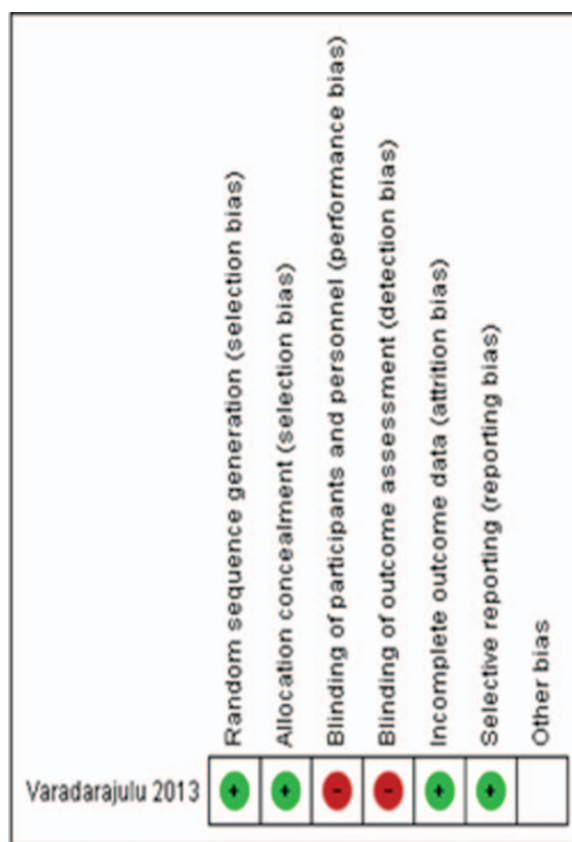 Random sequence generation (selection bias)
Allocation concealment (selection bias)
Blinding of participants and personnel (performance bias)
Blinding of outcome assessment (detection bias)
Incomplete outcome data (attrition bias)
Selective reporting (reporting bias)
Other bias
Varadarajulu 2013 + + - - + +